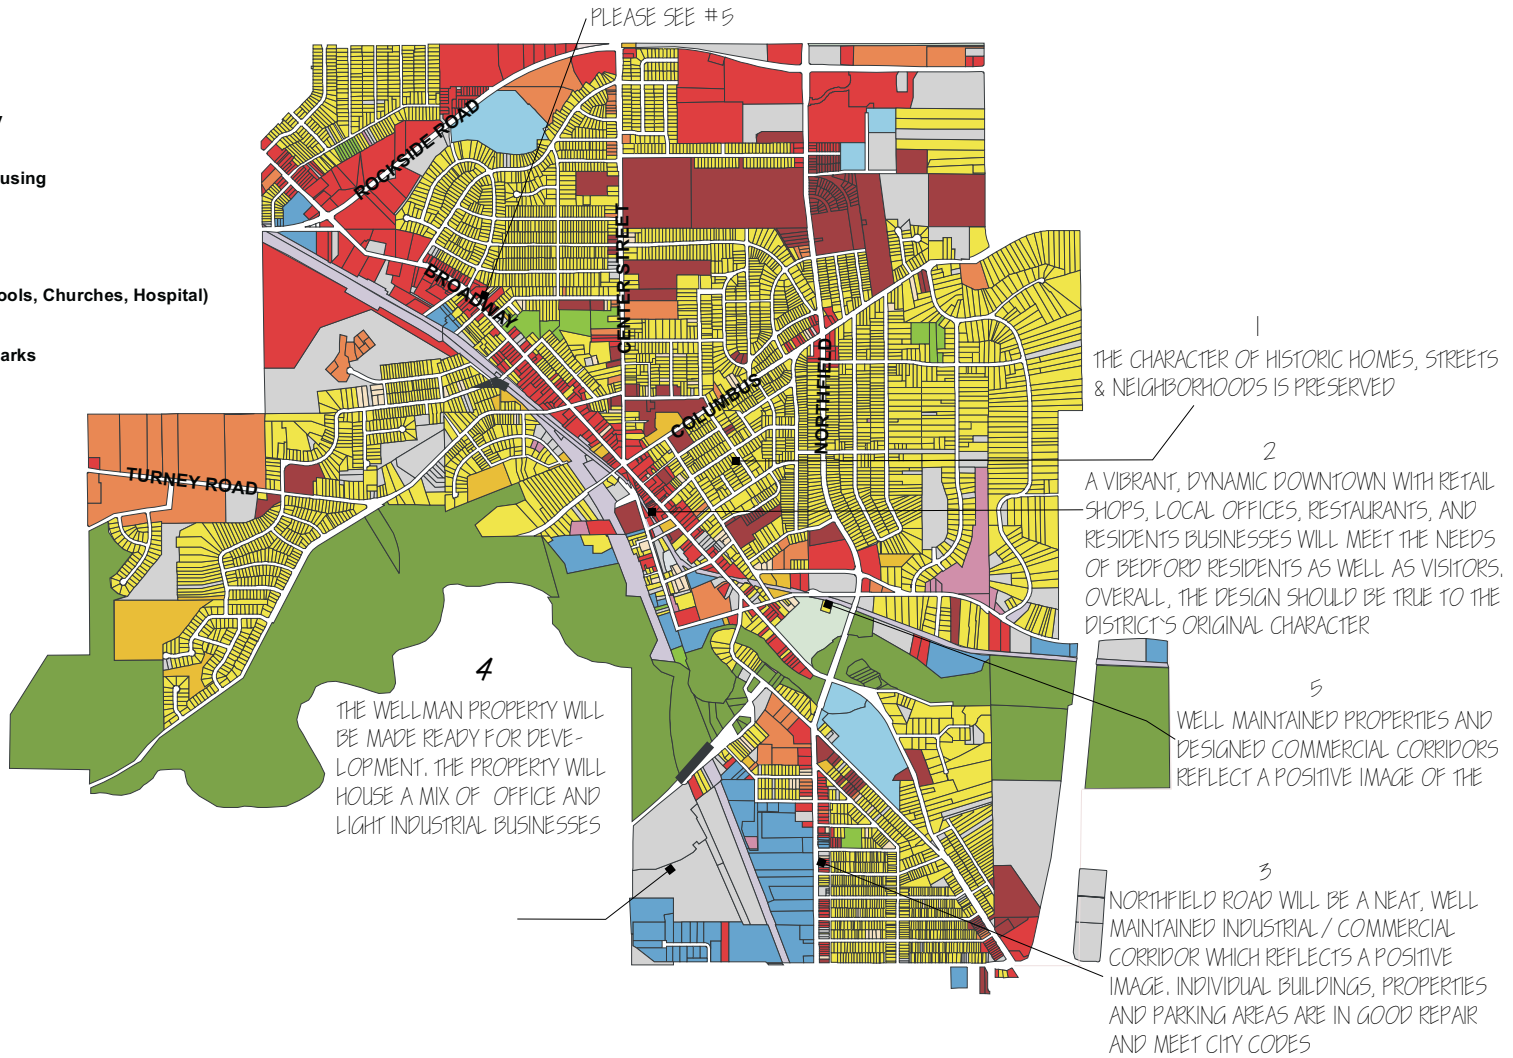 PLEASE SEE #5
y
using
ools, Churches, Hospital)
arks
ROCKSIDE ROAD
BROADWAY
CENTER STREET
COLUMBUS
NORTHFIELD
TURNEY ROAD
1
THE CHARACTER OF HISTORIC HOMES, STREETS
& NEIGHBORHOODS IS PRESERVED
2
A VIBRANT, DYNAMIC DOWNTOWN WITH RETAIL
SHOPS, LOCAL OFFICES, RESTAURANTS, AND
RESIDENTS BUSINESSES WILL MEET THE NEEDS
OF BEDFORD RESIDENTS AS WELL AS VISITORS.
OVERALL, THE DESIGN SHOULD BE TRUE TO THE
DISTRICT'S ORIGINAL CHARACTER
4
THE WELLMAN PROPERTY WILL
BE MADE READY FOR DEVE-
LOPMENT. THE PROPERTY WILL
HOUSE A MIX OF OFFICE AND
LIGHT INDUSTRIAL BUSINESSES
5
WELL MAINTAINED PROPERTIES AND
DESIGNED COMMERCIAL CORRIDORS
REFLECT A POSITIVE IMAGE OF THE
3
NORTHFIELD ROAD WILL BE A NEAT, WELL
MAINTAINED INDUSTRIAL / COMMERCIAL
CORRIDOR WHICH REFLECTS A POSITIVE
IMAGE. INDIVIDUAL BUILDINGS, PROPERTIES
AND PARKING AREAS ARE IN GOOD REPAIR
AND MEET CITY CODES